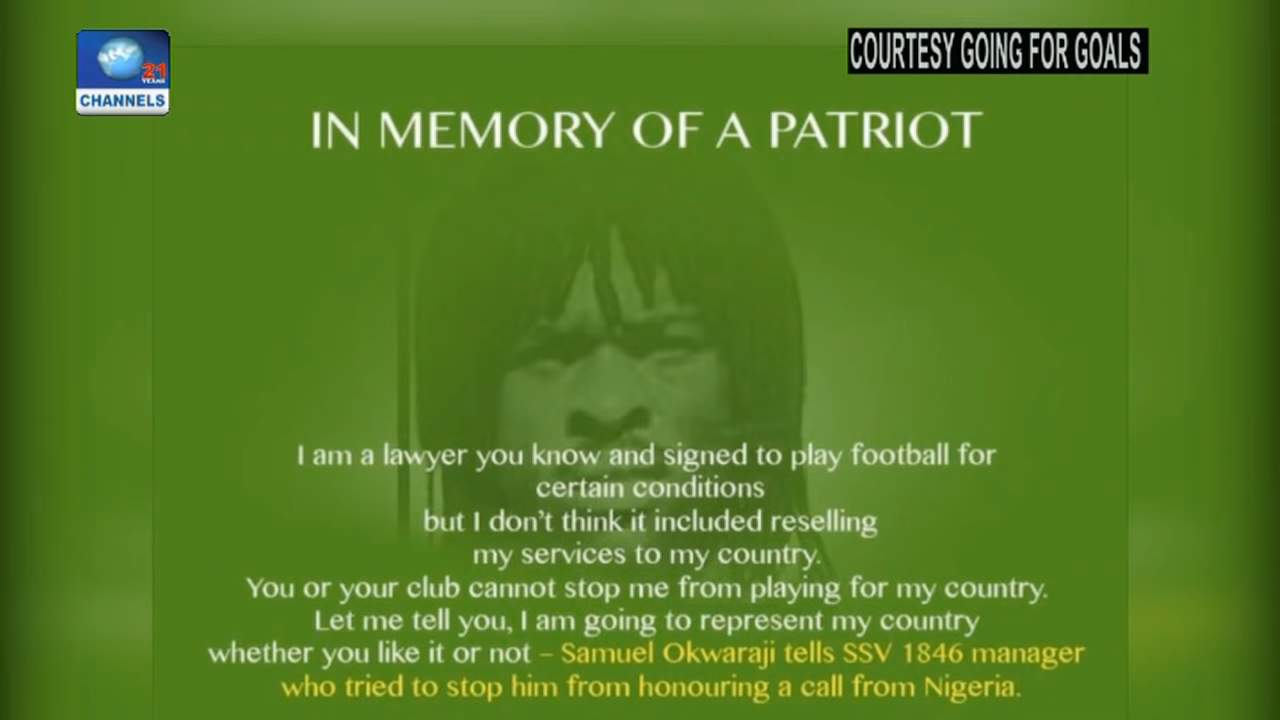 21
YEARS
CHANNELS
COURTESY GOING FOR GOALS
IN MEMORY OF A PATRIOT
I am a lawyer you know and signed to play football for
certain conditions
but I don't think it included reselling
my services to my country.
You or your club cannot stop me from playing for my country.
Let me tell you, I am going to represent my country
whether you like it or not – Samuel Okwaraji tells SSV 1846 manager
who tried to stop him from honouring a call from Nigeria.